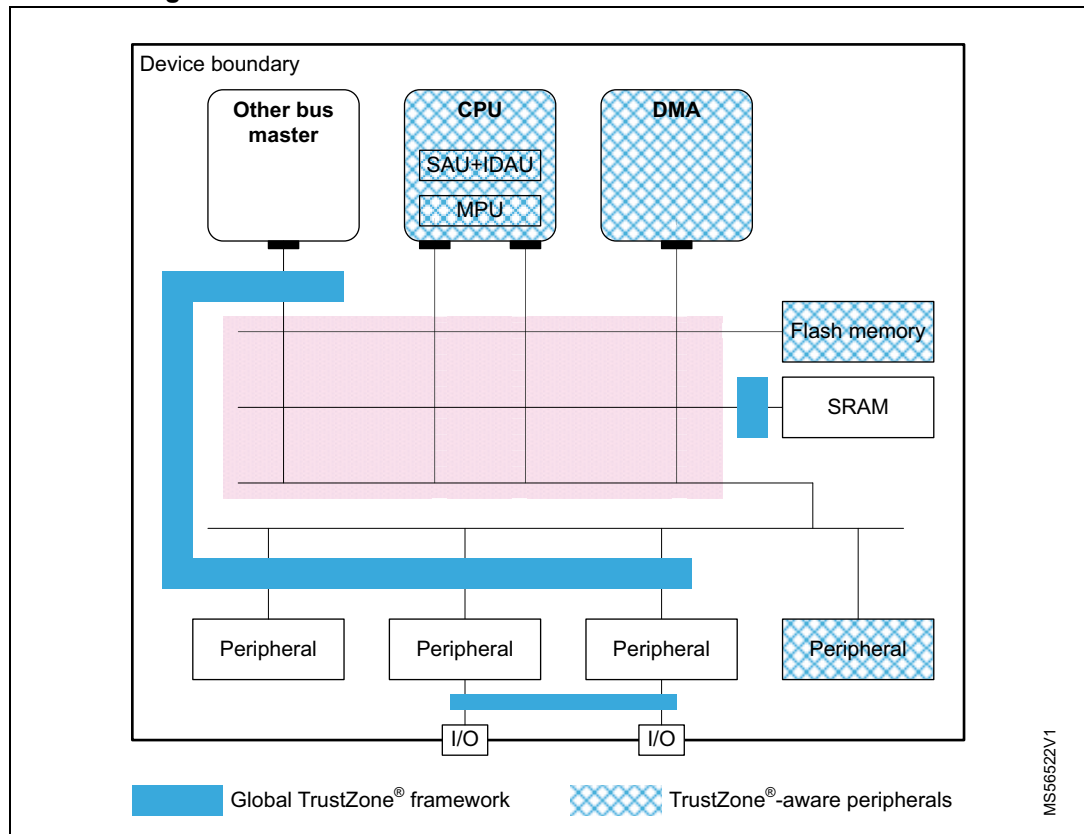 Device boundary
Other bus
master
CPU
SAU+IDAU
MPU
DMA
Flash memory
SRAM
Peripheral
Peripheral
Peripheral
Peripheral
I/O
I/O
Global TrustZone® framework
TrustZone®-aware peripherals
MS56522V1